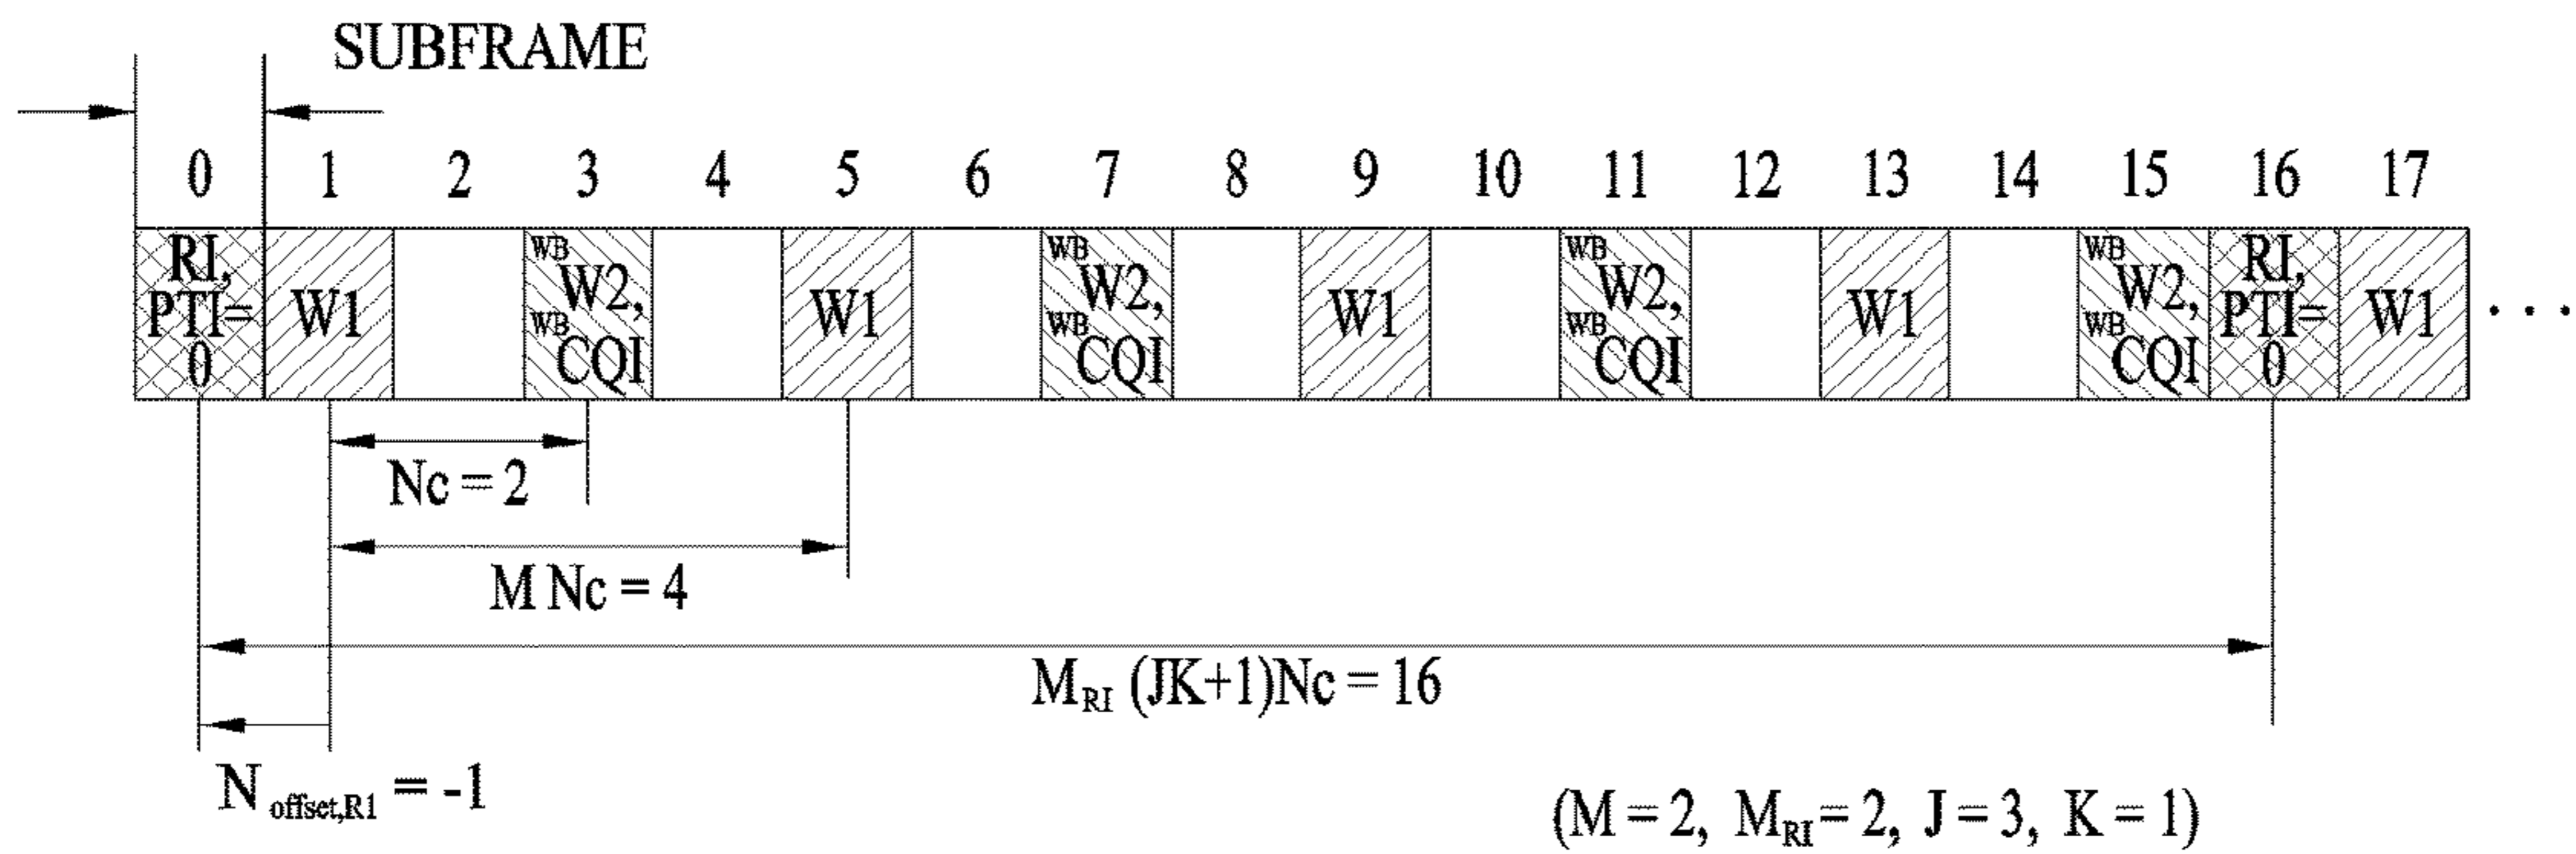 SUBFRAME
0 1 2 3 4 5 6 7 8 9 10 11 12 13 14 15 16 17
RI, PTI= 0
W1
WB W2, WB CQI
W1
WB W2, WB CQI
W1
WB W2, WB CQI
W1
WB W2, WB CQI
RI, PTI= 0
W1
...
Nc = 2
M Nc = 4
MRI (JK+1)Nc = 16
Noffset,R1 = -1
(M = 2, MRI = 2, J = 3, K = 1)